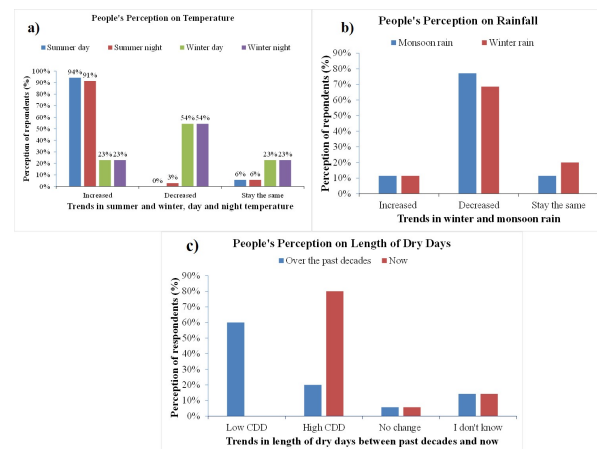 a)
People's Perception on Temperature
Summer day Summer night Winter day Winter night
Perception of repondents (%)
100%
90%
80%
70%
60%
50%
40%
30%
20%
10%
0%
94% 91% 23% 23%
0% 3% 54% 54%
6% 6% 23% 23%
Increased Decreased Stay the same
Trends in summer and winter, day and night temperature
b)
People's Perception on Rainfall
Monsoon rain Winter rain
Perception of respondents (%)
90%
80%
70%
60%
50%
40%
30%
20%
10%
0%
Increased Decreased Stay the same
Trends in winter and monsoon rain
c)
People's Perception on Length of Dry Days
Over the past decades Now
Perception of respondents (%)
90%
80%
70%
60%
50%
40%
30%
20%
10%
0%
Low CDD High CDD No change I don't know
Trends in length of dry days between past decades and now